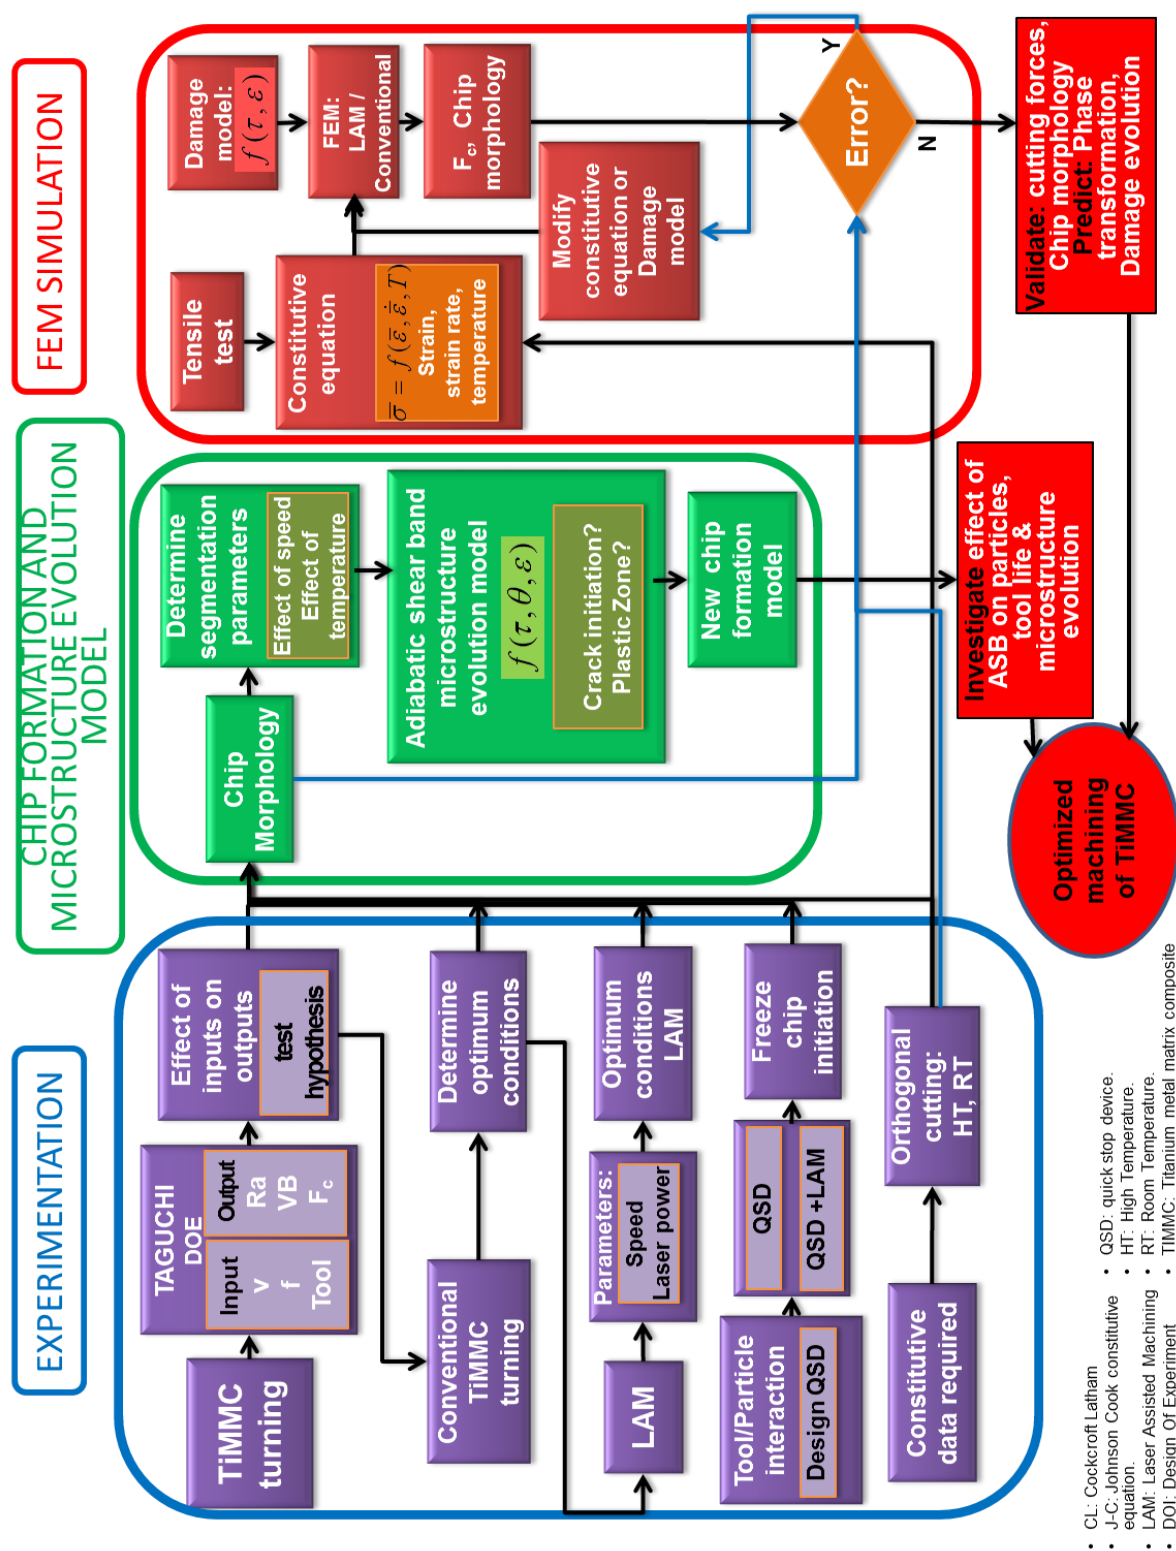 EXPERIMENTATION
TiMMC
turning
TAGUCHI
DOE
Input
v
f
Tool
Output
Ra
VB
Fc
Effect of
inputs on
outputs
test
hypothesis
Conventional
TiMMC
turning
Determine
optimum
conditions
LAM
Parameters:
Speed
Laser power
Optimum
conditions
LAM
Tool/Particle
interaction
Design QSD
QSD
QSD +LAM
Freeze
chip
initiation
Constitutive
data required
Orthogonal
cutting:
HT, RT
CHIP FORMATION AND
MICROSTRUCTURE EVOLUTION
MODEL
Chip
Morphology
Determine
segmentation
parameters
Effect of speed
Effect of
temperature
Adiabatic shear band
microstructure
evolution model
f(τ,θ,ε)
Crack initiation?
Plastic Zone?
New chip
formation
model
FEM SIMULATION
Tensile
test
Constitutive
equation
σ̅ = f(ε̅, ε̅̇, T)
Strain,
strain rate,
temperature
Damage
model:
f(τ,ε)
FEM:
LAM /
Conventional
Fc, Chip
morphology
Modify
constitutive
equation or
Damage
model
Error?
Y
N
Investigate effect of
ASB on particles,
tool life &
microstructure
evolution
Validate: cutting forces,
Chip morphology
Predict: Phase
transformation,
Damage evolution
Optimized
machining
of TiMMC
• CL: Cockcroft Latham
• J-C: Johnson Cook constitutive
equation.
• LAM: Laser Assisted Machining
• DOI: Design Of Experiment
• QSD: quick stop device.
• HT: High Temperature.
• RT: Room Temperature.
• TIMMC: Titanium metal matrix composite